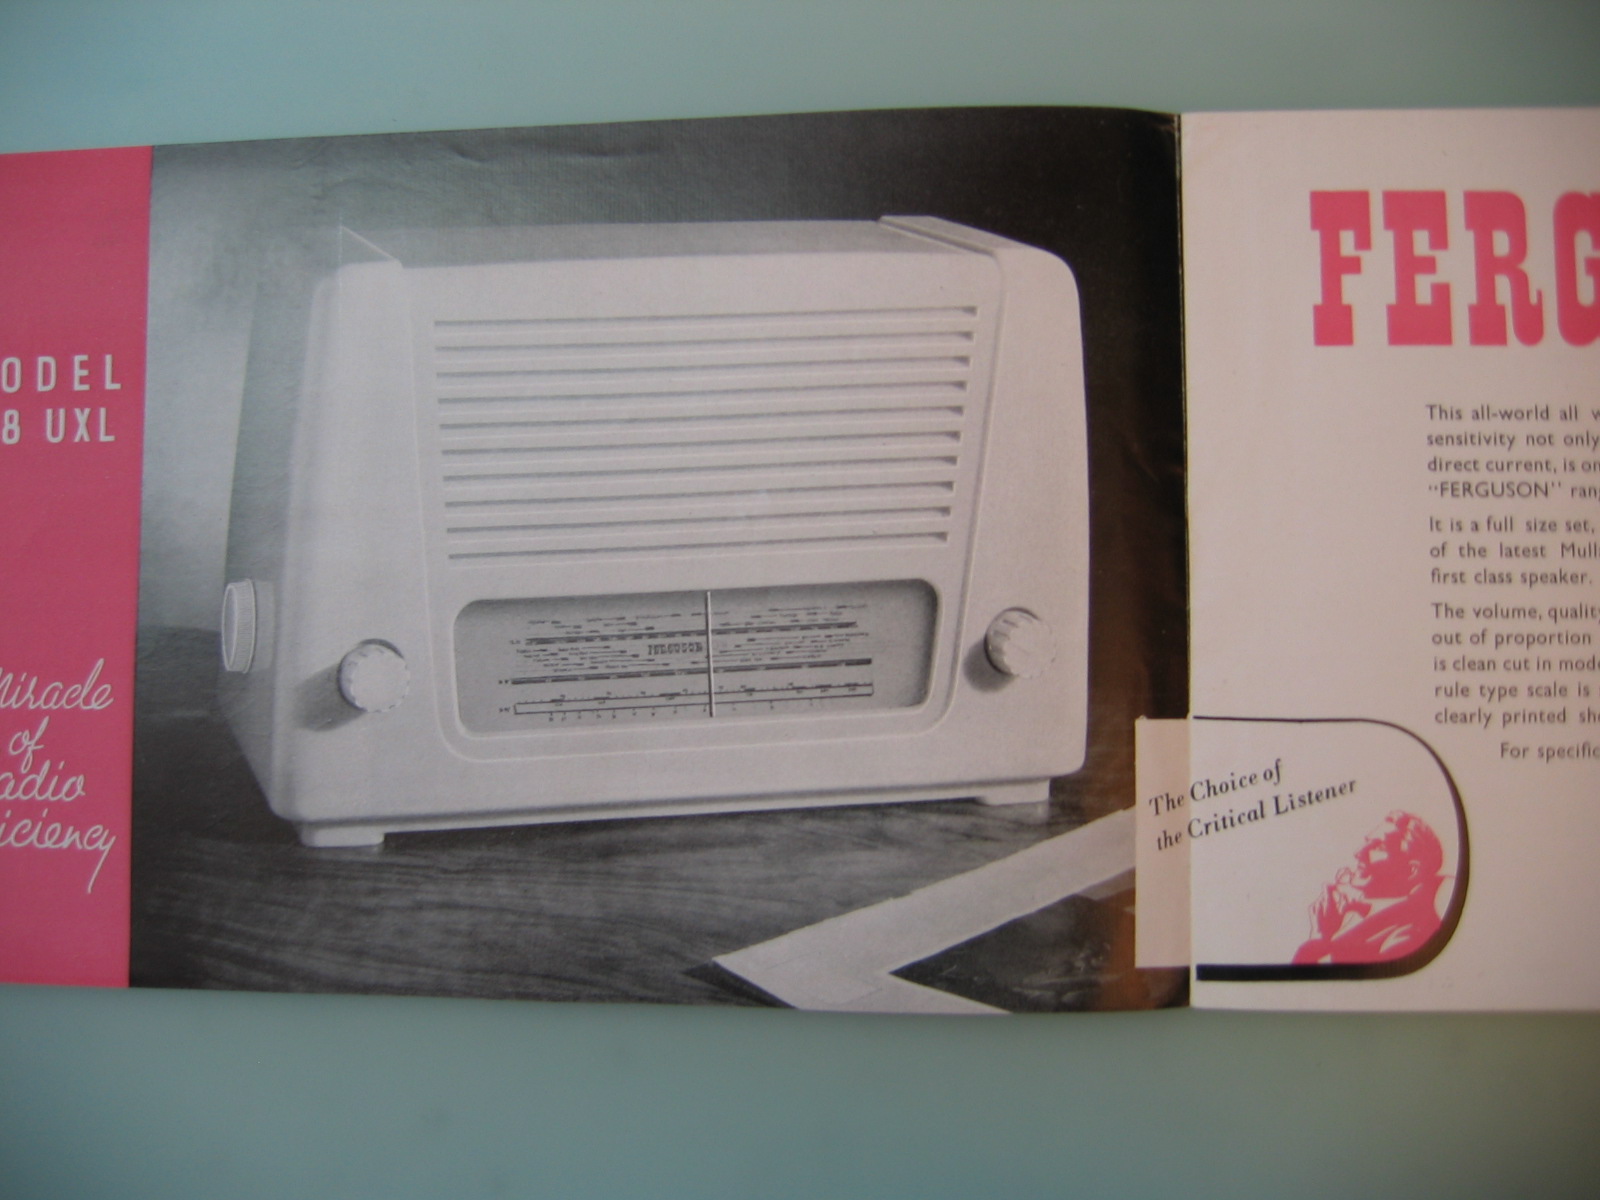 ODEL
8 UXL
Miracle
of
adio
iciency
FERGUSON
FERG
This all-world all w
sensitivity not only
direct current, is on
"FERGUSON" rang
It is a full size set,
of the latest Mull
first class speaker.
The volume, quality
out of proportion
is clean cut in mode
rule type scale is
clearly printed sho
For specific
The Choice of
the Critical Listener